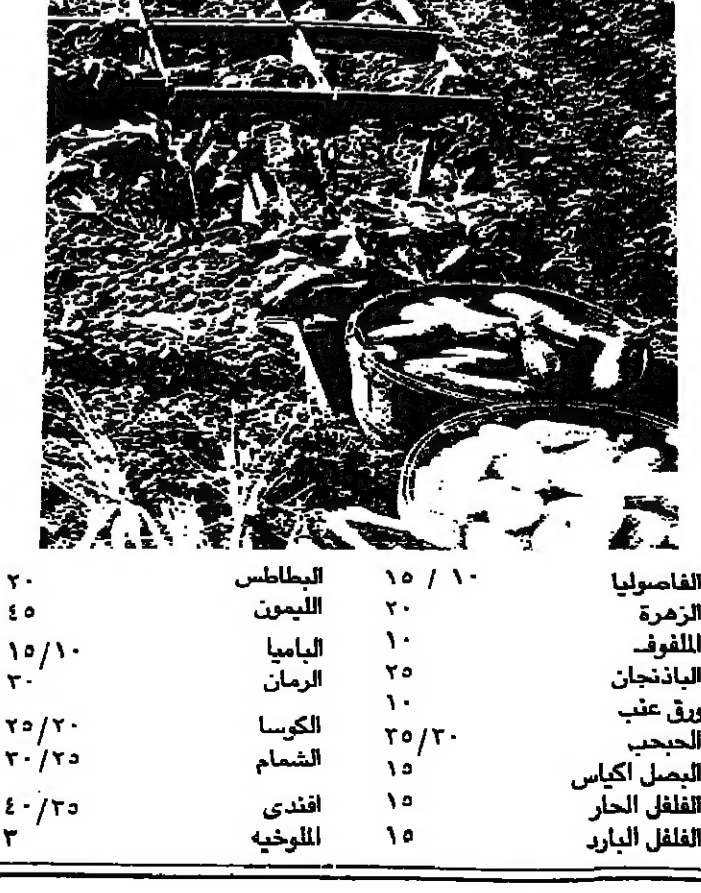 الفاصوليا ١٠ / ١٥
الزهرة ٢٠
الملفوف ١٠
الباذنجان ٢٥
ورق عنب ١٠
الحبحب ٣٠/٣٥
البصل اكياس ١٥
الفلفل الحار ١٥
الفلفل البارد ١٥
البطاطس ٢٠
الليمون ٤٥
الباميا ١٠/١٥
الرمان ٣٠
الكوسا ٢٠/٢٥
الشمام ٢٥/٣٠
افندى ٣٥/٤٠
الملوخيه ٣